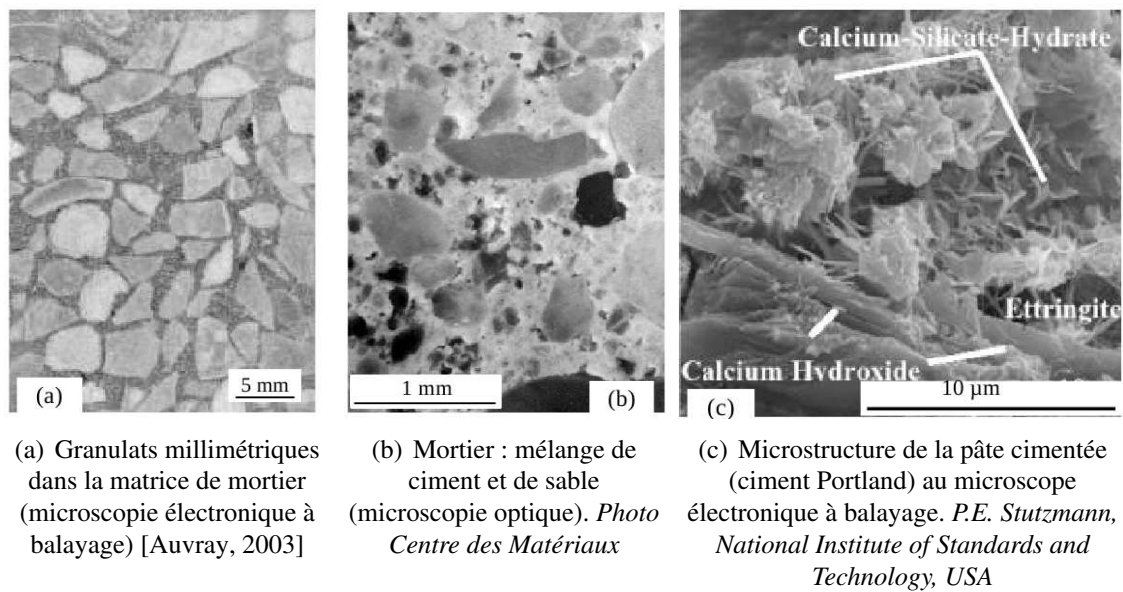 Calcium-Silicate-Hydrate
Ettringite
Calcium Hydroxide
(a)
5 mm
1 mm
(b)
(c)
10 µm
(a) Granulats millimétriques
dans la matrice de mortier
(microscopie électronique à
balayage) [Auvray, 2003]
(b) Mortier : mélange de
ciment et de sable
(microscopie optique). Photo
Centre des Matériaux
(c) Microstructure de la pâte cimentée
(ciment Portland) au microscope
électronique à balayage. P.E. Stutzmann,
National Institute of Standards and
Technology, USA